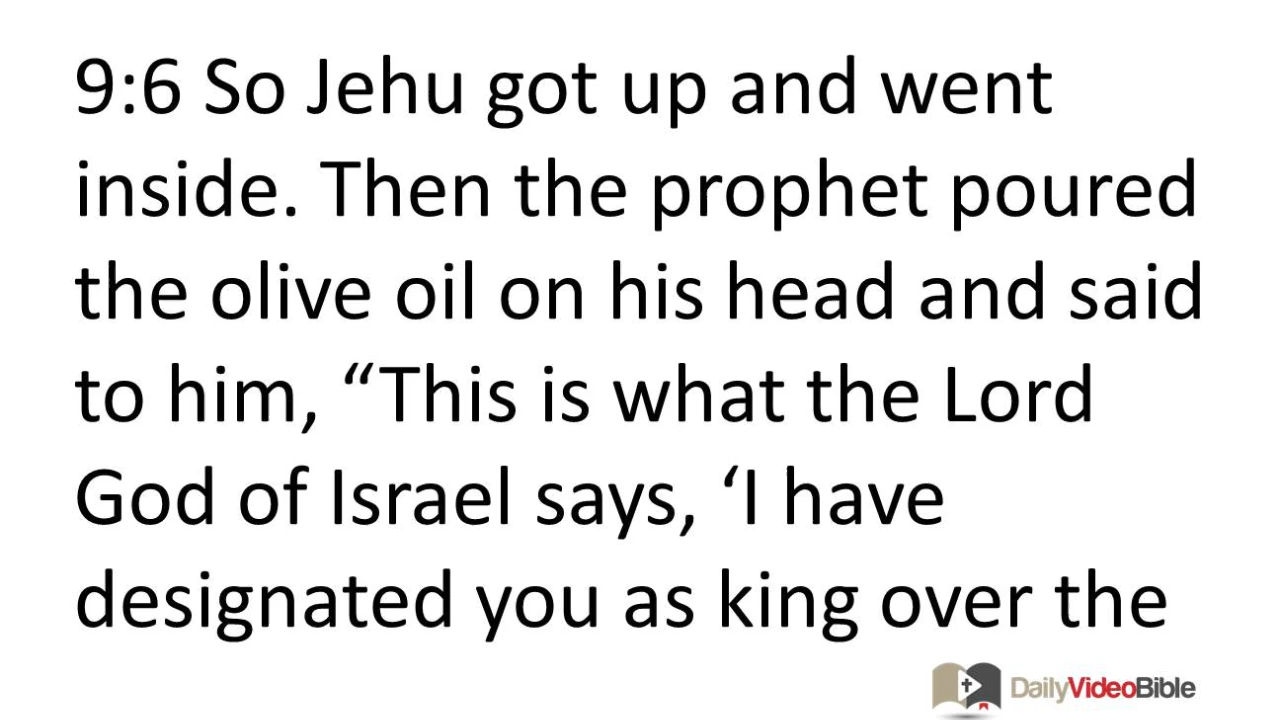 9:6 So Jehu got up and went
inside. Then the prophet poured
the olive oil on his head and said
to him, “This is what the Lord
God of Israel says, ‘I have
designated you as king over the
DailyVideoBible